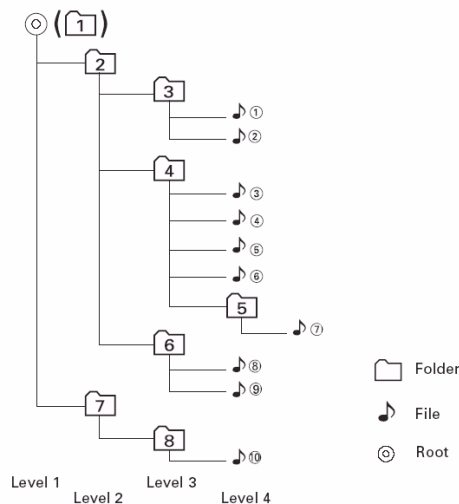 (1)
2
3
①
②
4
③
④
⑤
⑥
5
⑦
6
⑧
⑨
7
8
⑩
Folder
File
Root
Level 1
Level 2
Level 3
Level 4